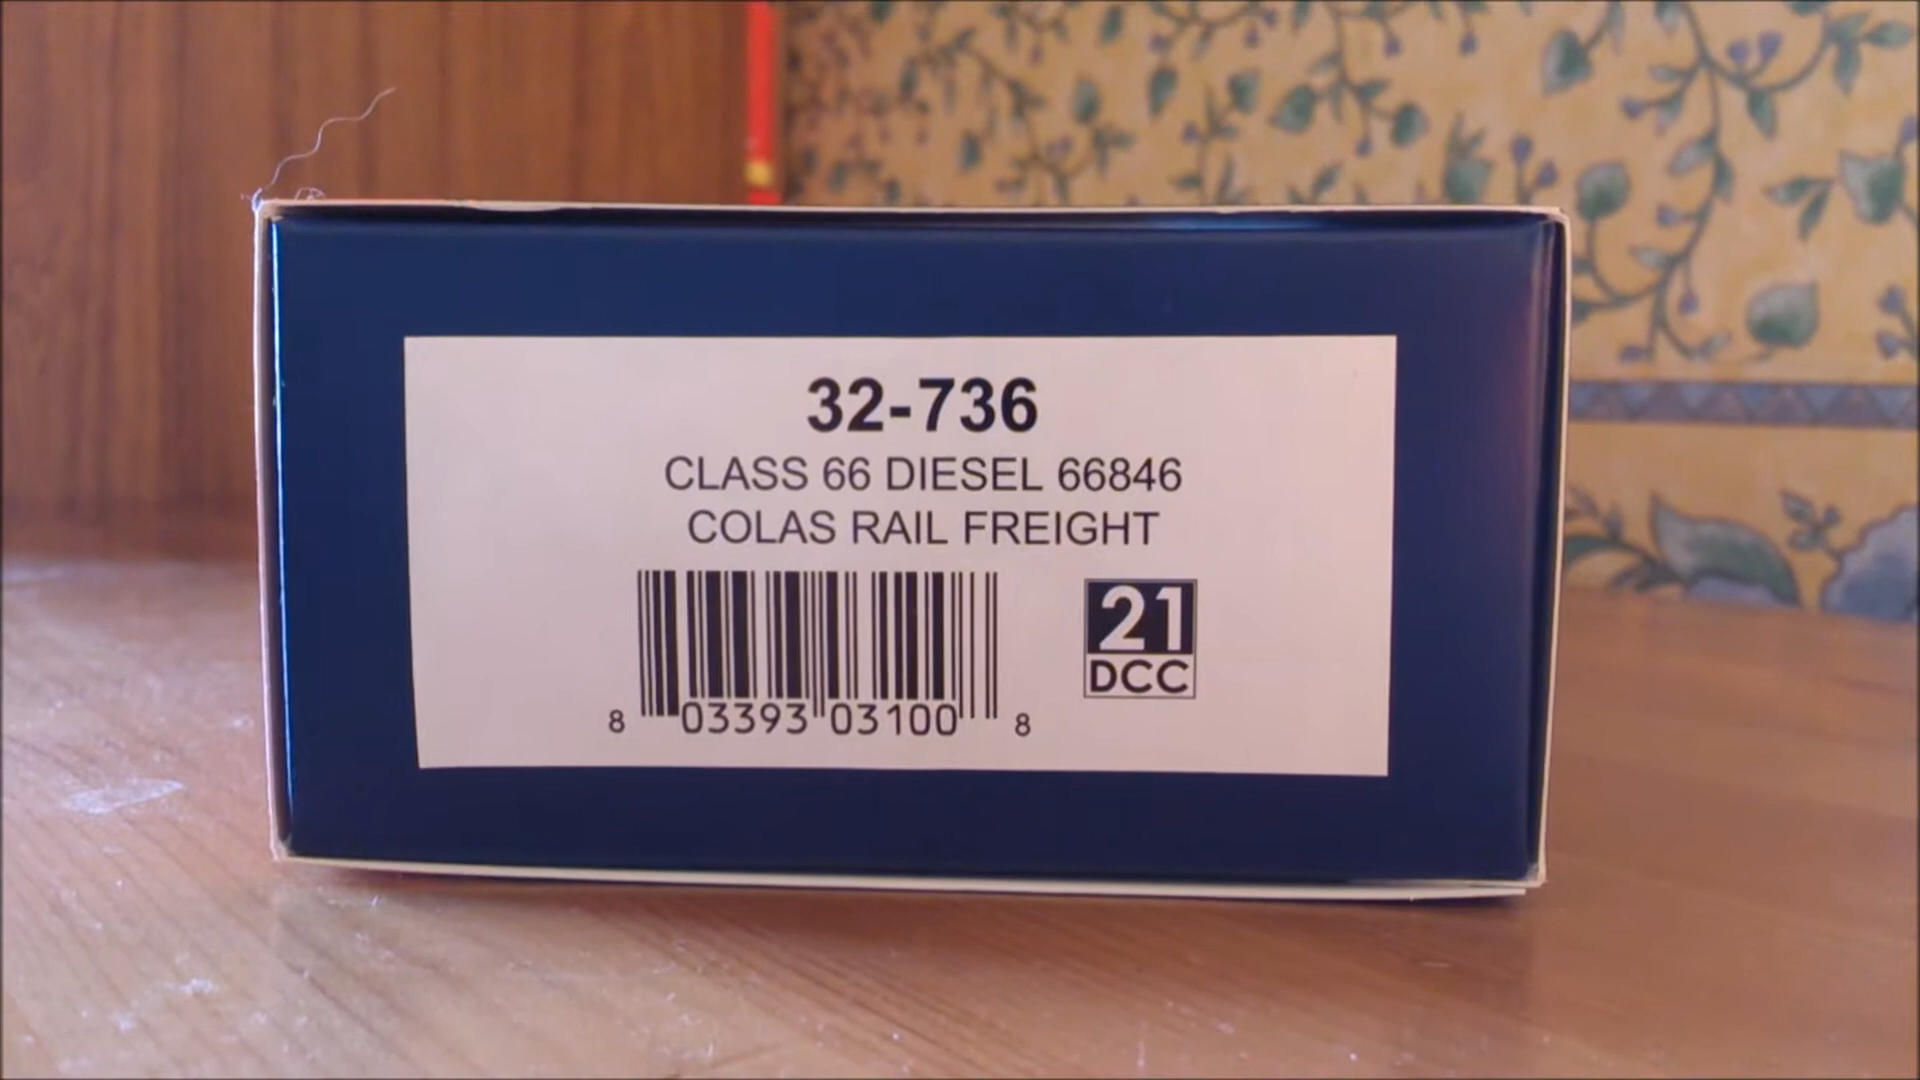 32-736
CLASS 66 DIESEL 66846
COLAS RAIL FREIGHT
21
DCC
8 03393 03100 8